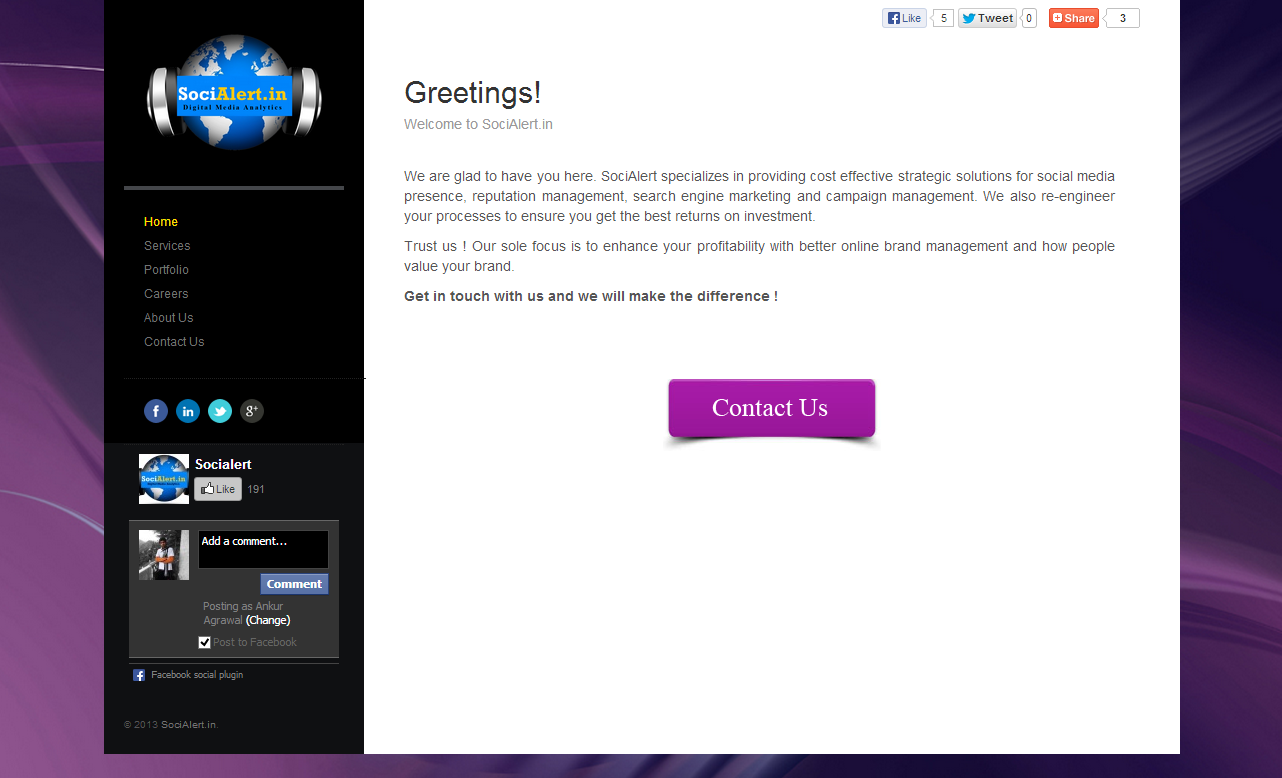 SociAlert.in
Digital Media Analytics
Home
Services
Portfolio
Careers
About Us
Contact Us
f
in
g+
SociAlert.in
Socialert
Like 191
Add a comment...
Comment
Posting as Ankur
Agrawal (Change)
Post to Facebook
f Facebook social plugin
© 2013 SociAlert.in.
f Like 5 Tweet 0 Share 3
Greetings!
Welcome to SociAlert.in
We are glad to have you here. SociAlert specializes in providing cost effective strategic solutions for social media
presence, reputation management, search engine marketing and campaign management. We also re-engineer
your processes to ensure you get the best returns on investment.
Trust us ! Our sole focus is to enhance your profitability with better online brand management and how people
value your brand.
Get in touch with us and we will make the difference !
Contact Us